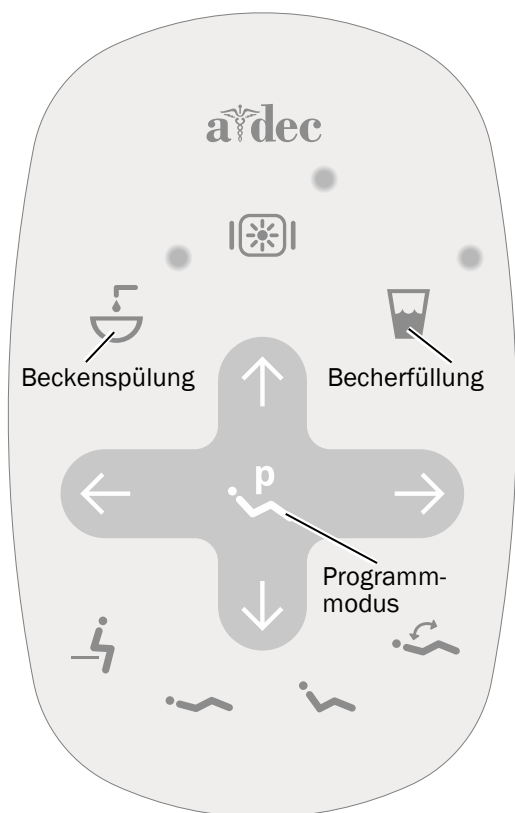 a dec
Beckenspülung
Becherfüllung
p
Programm-
modus